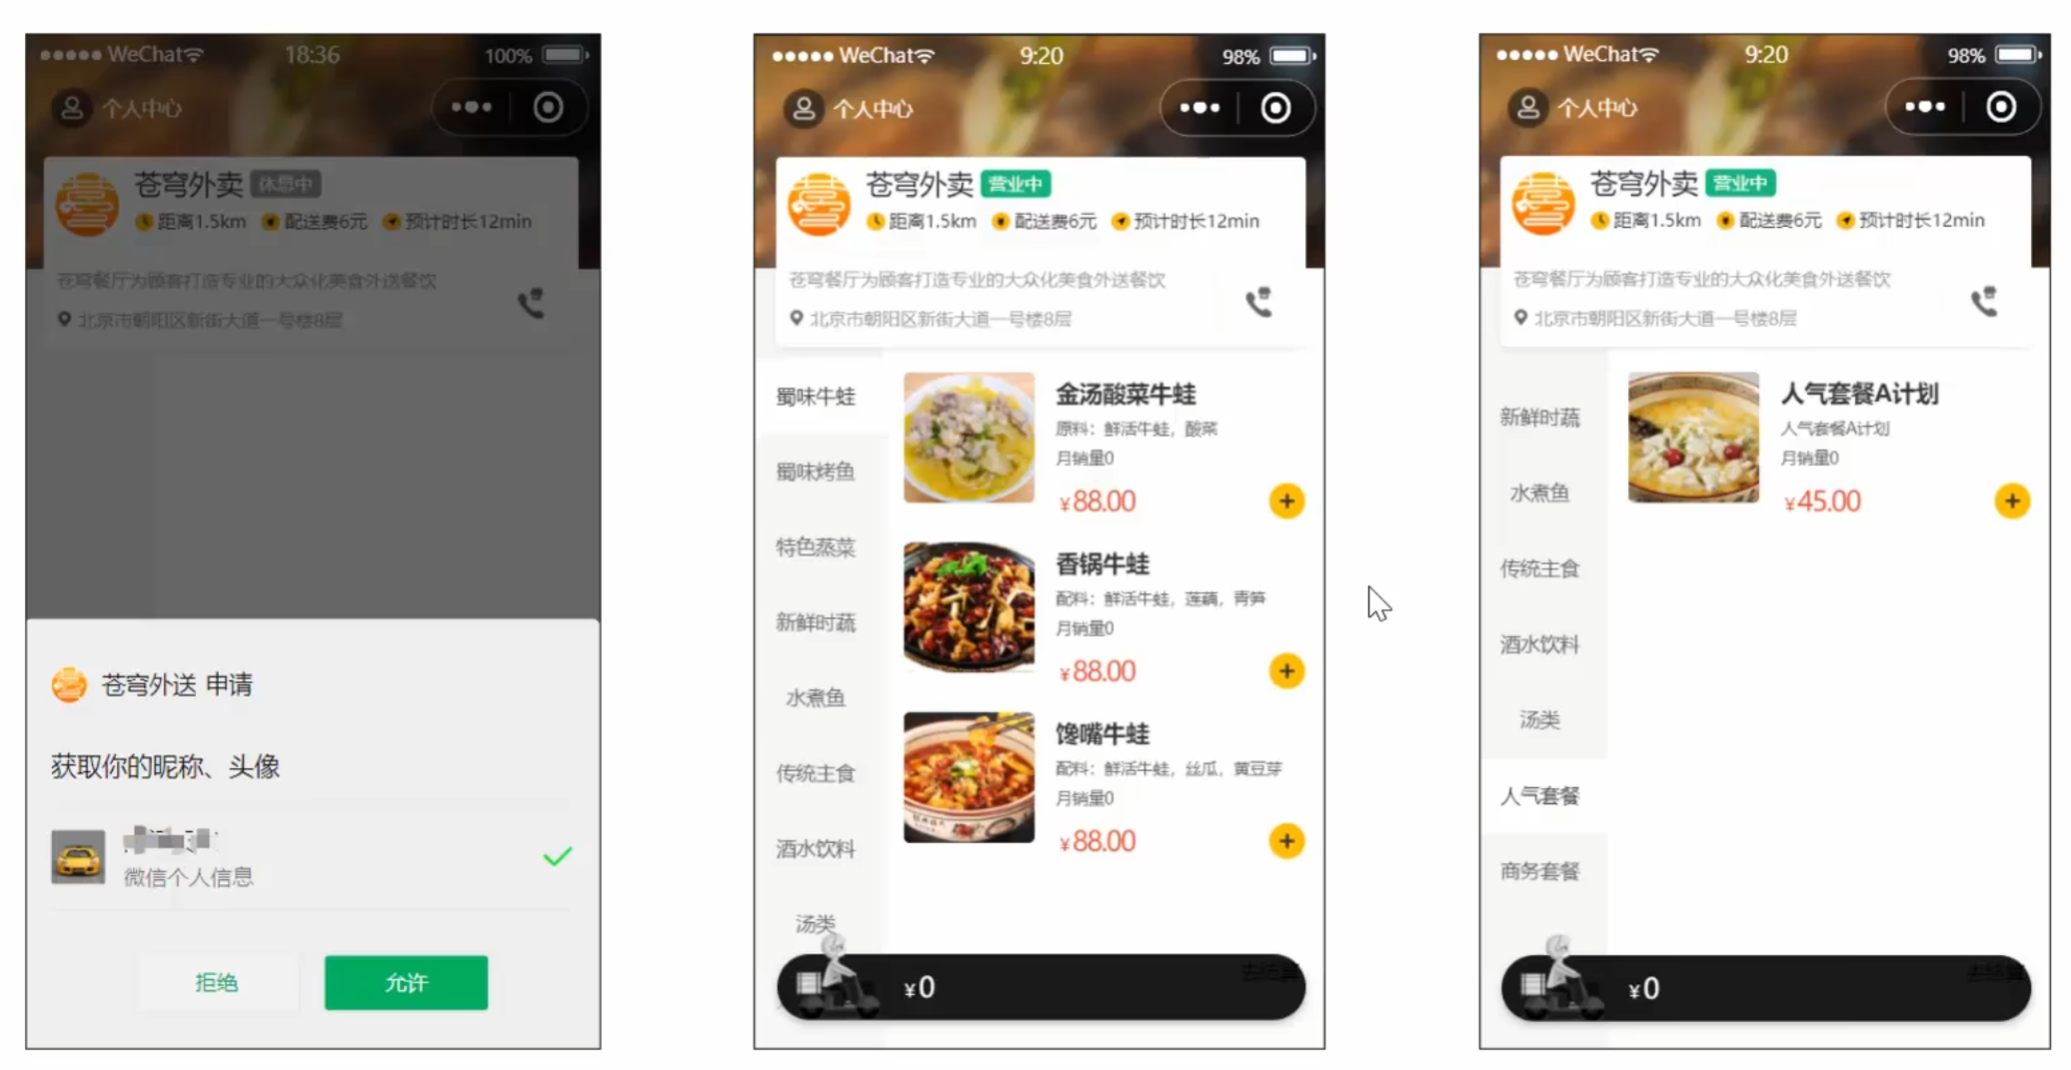 WeChat 18:36 100%
个人中心
苍穹外卖 休息中
距离1.5km 配送费6元 预计时长12min
苍穹餐厅为顾客打造专业的大众化美食外送餐饮
北京市朝阳区新街大道一号楼8层
苍穹外送 申请
获取你的昵称、头像
微信个人信息
拒绝 允许
WeChat 9:20 98%
个人中心
苍穹外卖 营业中
距离1.5km 配送费6元 预计时长12min
苍穹餐厅为顾客打造专业的大众化美食外送餐饮
北京市朝阳区新街大道一号楼8层
蜀味牛蛙
蜀味烤鱼
特色蒸菜
新鲜时蔬
水煮鱼
传统主食
酒水饮料
汤类
金汤酸菜牛蛙
原料：鲜活牛蛙，酸菜
月销量0
¥88.00
香锅牛蛙
配料：鲜活牛蛙，莲藕，青笋
月销量0
¥88.00
馋嘴牛蛙
配料：鲜活牛蛙，丝瓜，黄豆芽
月销量0
¥88.00
¥0 去结算
WeChat 9:20 98%
个人中心
苍穹外卖 营业中
距离1.5km 配送费6元 预计时长12min
苍穹餐厅为顾客打造专业的大众化美食外送餐饮
北京市朝阳区新街大道一号楼8层
新鲜时蔬
水煮鱼
传统主食
酒水饮料
汤类
人气套餐
商务套餐
人气套餐A计划
人气套餐A计划
月销量0
¥45.00
¥0 去结算